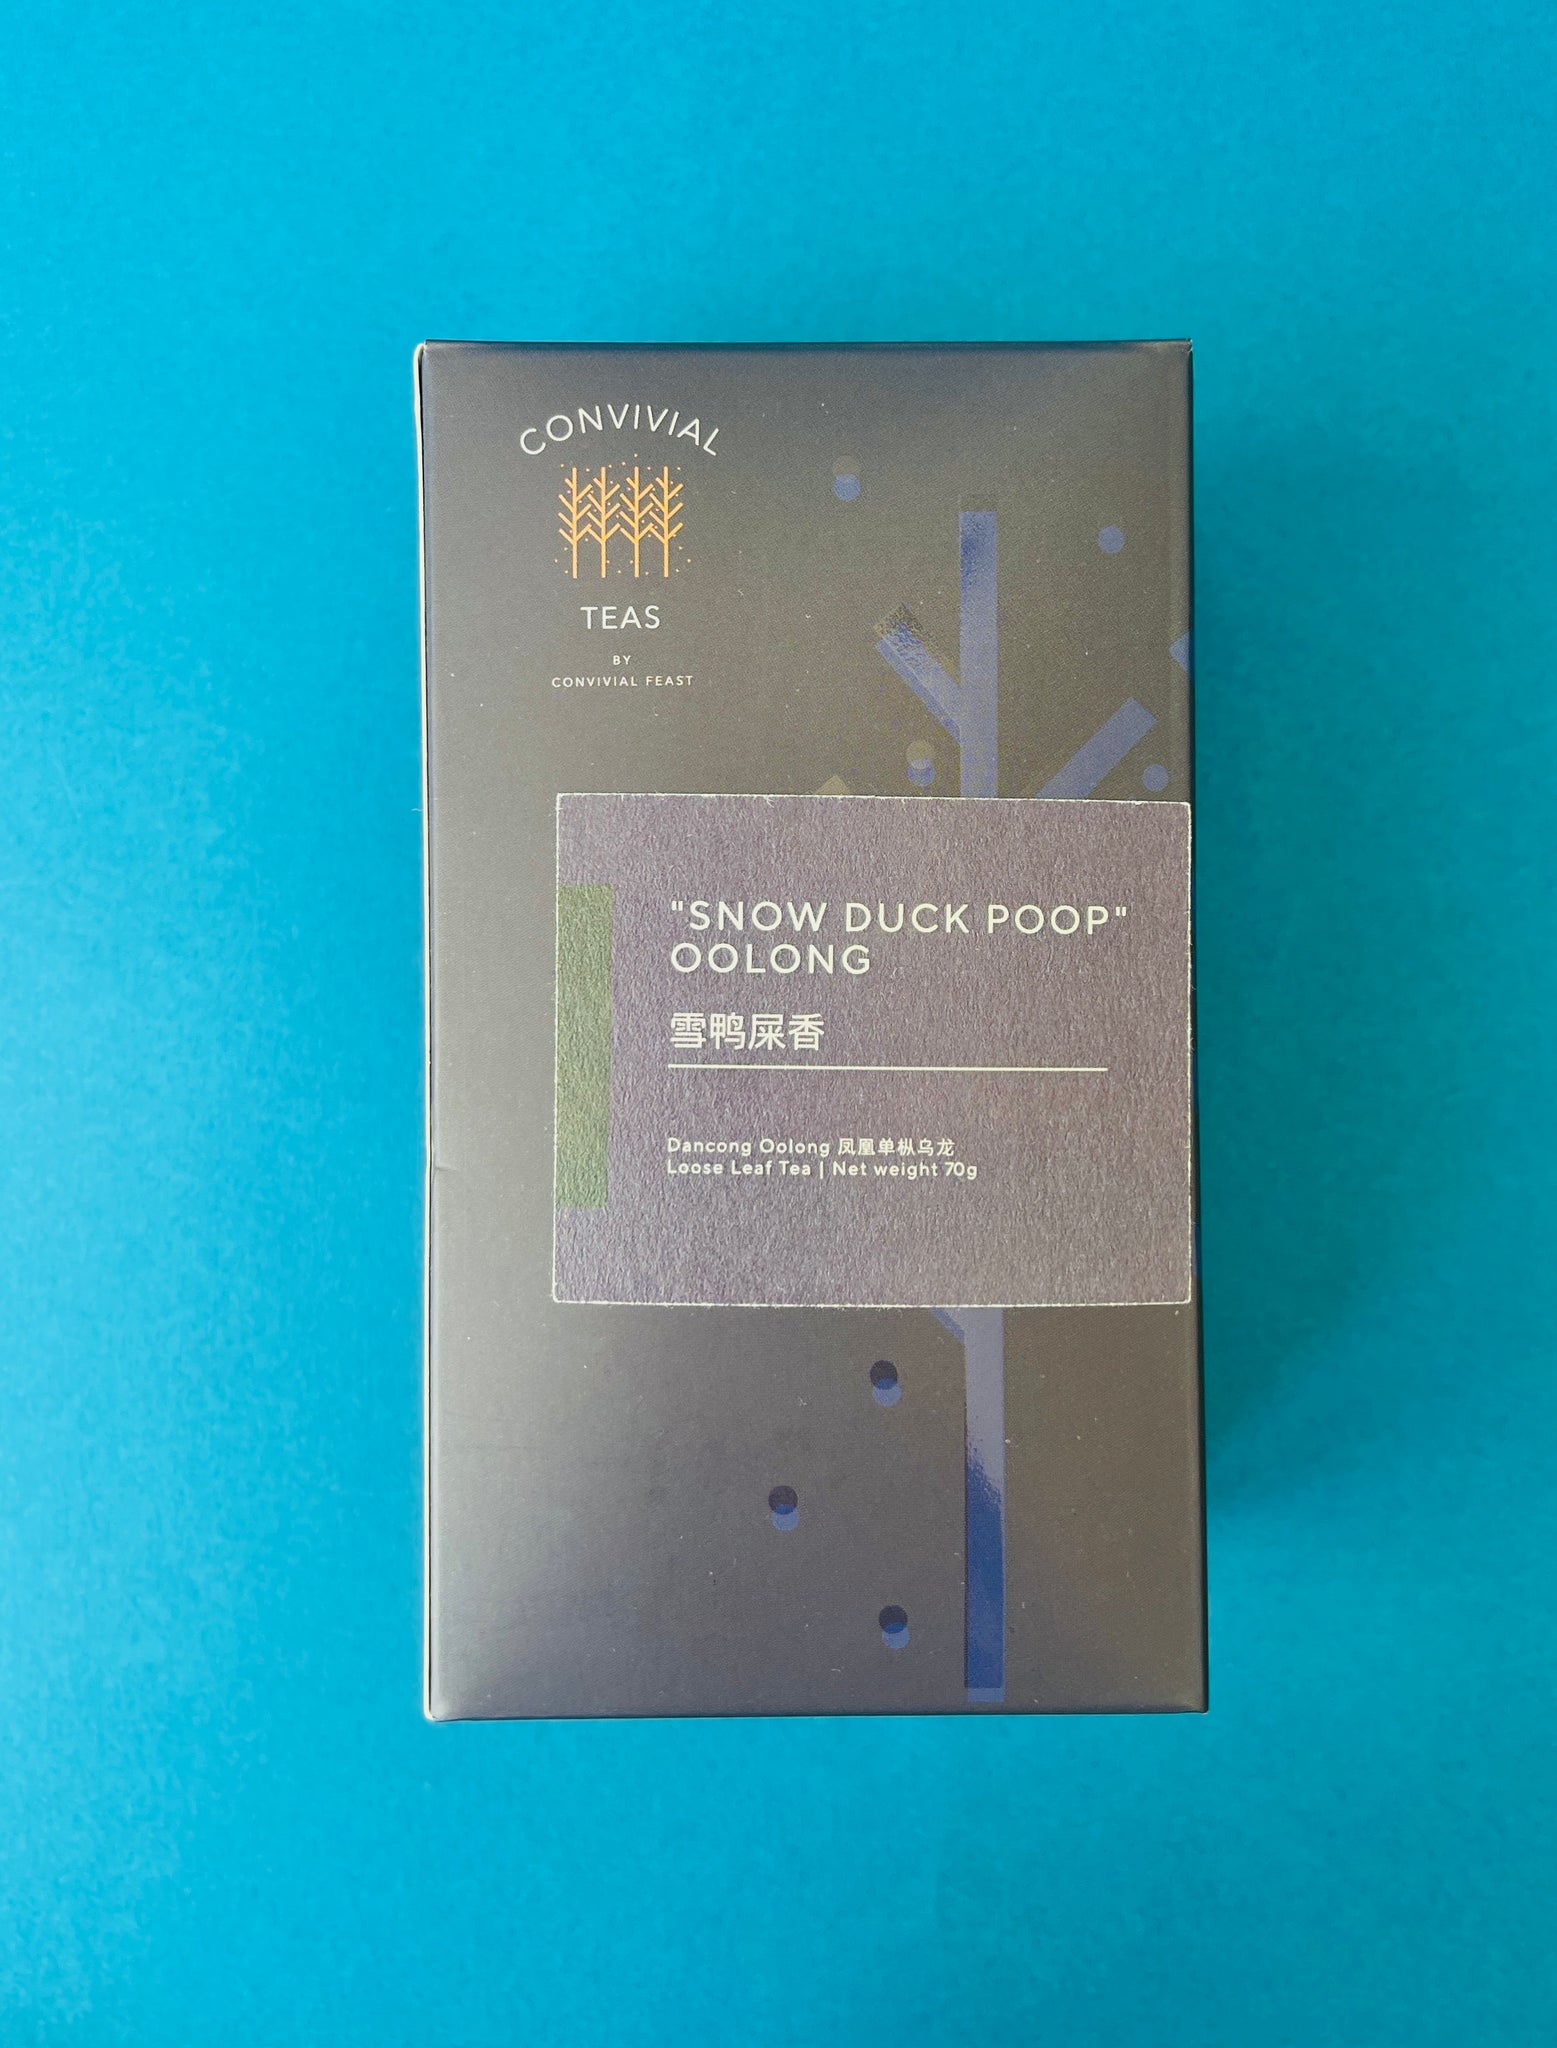 CONVIVIAL
TEAS
BY
CONVIVIAL FEAST
"SNOW DUCK POOP"
OOLONG
雪鸭屎香
Dancong Oolong 凤凰单枞乌龙
Loose Leaf Tea | Net weight 70g